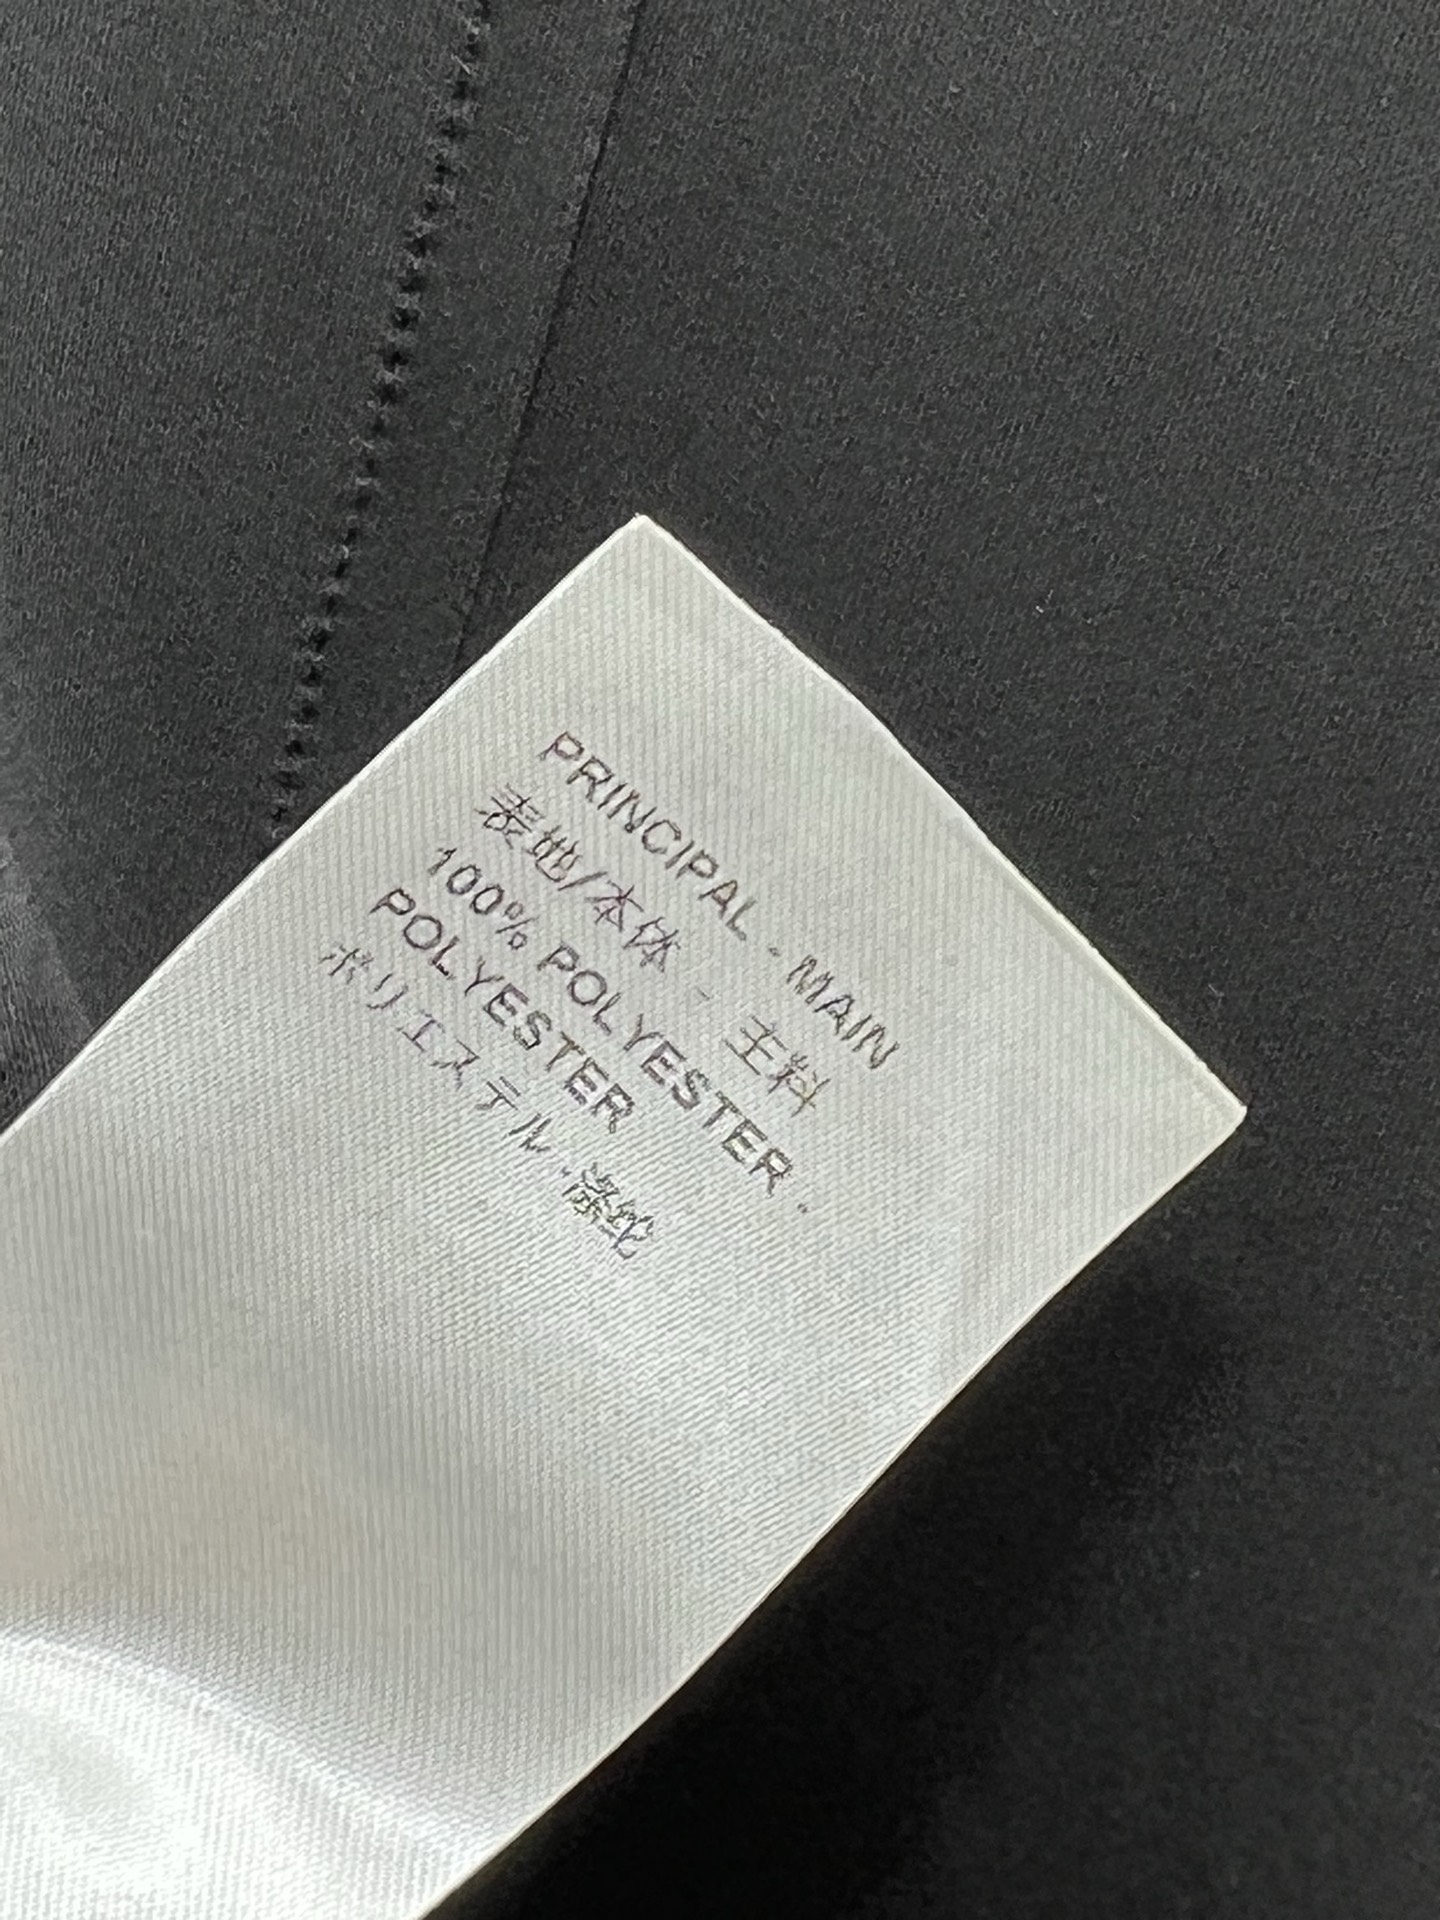 PRINCIPAL - MAIN
表地/本体 - 主料
100% POLYESTER -
POLYESTER
ポリエステル - 涤纶